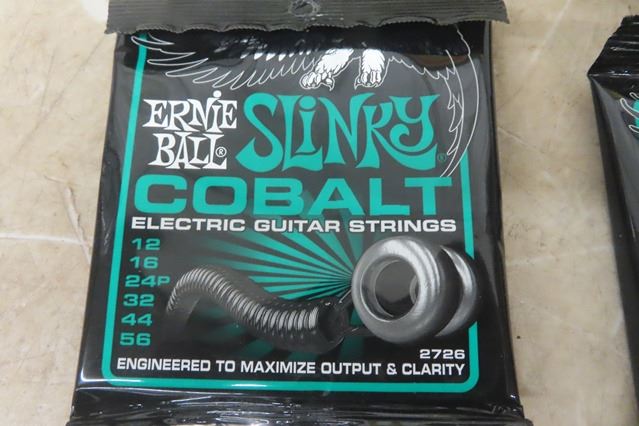 ERNIE BALL® SLINKY®
COBALT
ELECTRIC GUITAR STRINGS
12
16
24P
32
44
56
2726
ENGINEERED TO MAXIMIZE OUTPUT & CLARITY